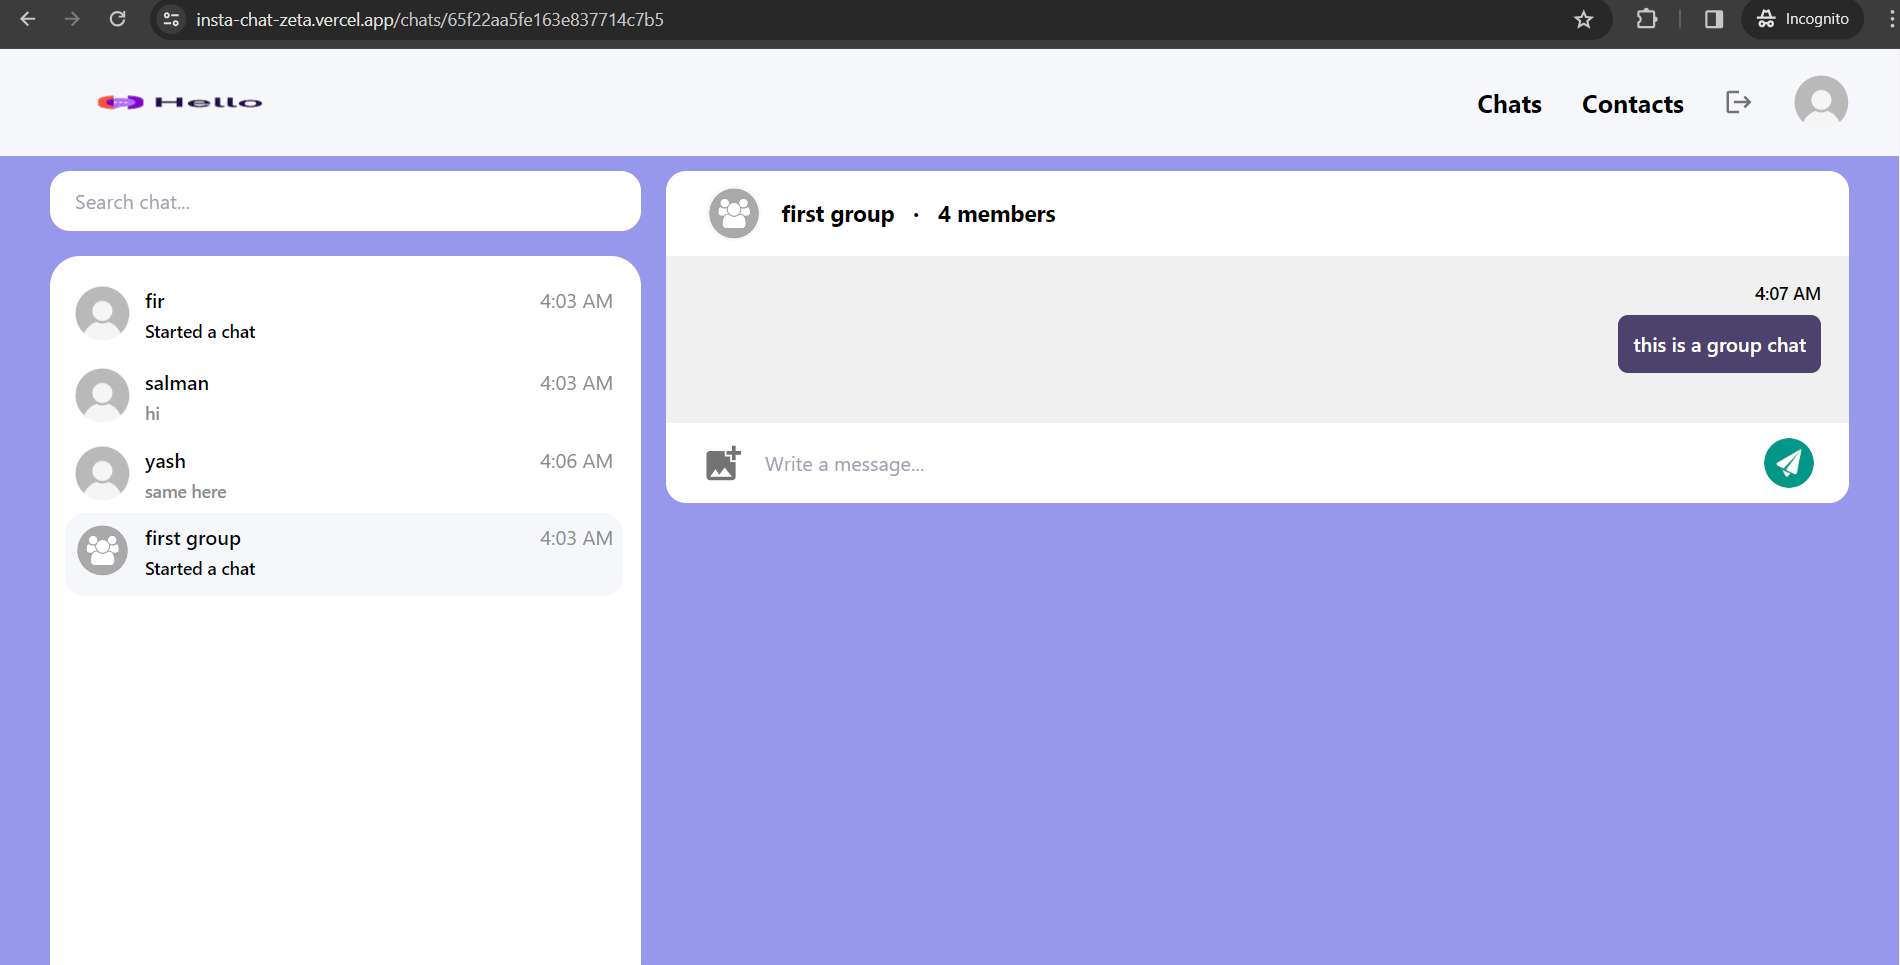 insta-chat-zeta.vercel.app/chats/65f22aa5fe163e837714c7b5
Incognito
Hello
Chats
Contacts
Search chat...
fir
4:03 AM
Started a chat
salman
4:03 AM
hi
yash
4:06 AM
same here
first group
4:03 AM
Started a chat
first group · 4 members
4:07 AM
this is a group chat
Write a message...